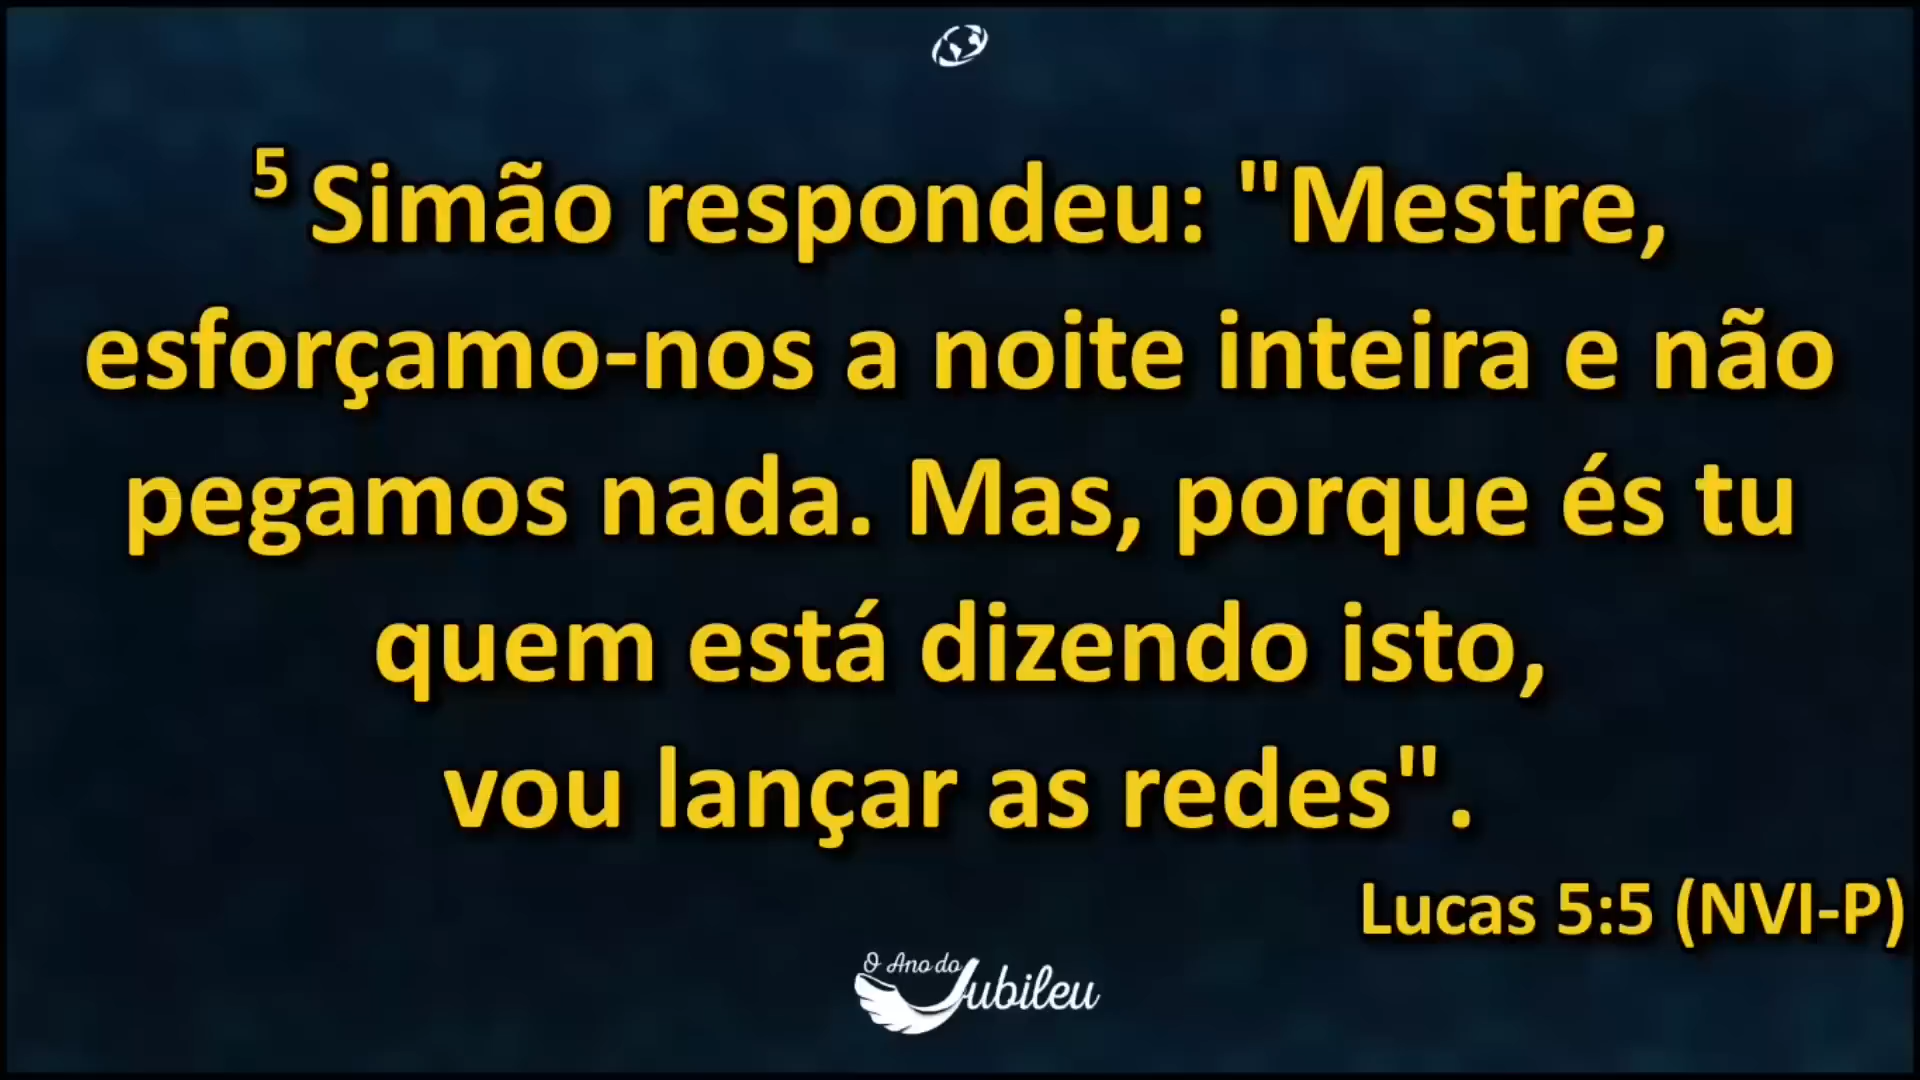 5 Simão respondeu: "Mestre,
esforçamo-nos a noite inteira e não
pegamos nada. Mas, porque és tu
quem está dizendo isto,
vou lançar as redes".
Lucas 5:5 (NVI-P)
O Ano do
Jubileu